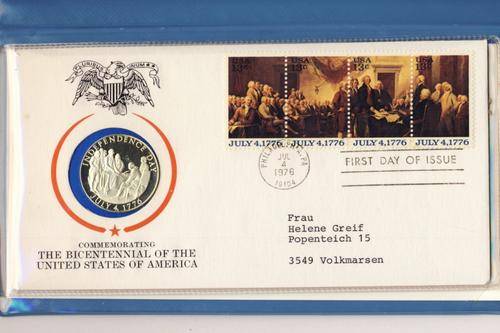 E PLURIBUS UNUM
INDEPENDENCE DAY
JULY 4, 1776
COMMEMORATING
THE BICENTENNIAL OF THE
UNITED STATES OF AMERICA
USA
13c
USA
13c
USA
13c
USA
13c
JULY 4, 1776
JULY 4, 1776
JULY 4, 1776
JULY 4, 1776
PHILADELPHIA, PA
JUL
4
1976
19104
FIRST DAY OF ISSUE
Frau
Helene Greif
Popenteich 15
3549 Volkmarsen